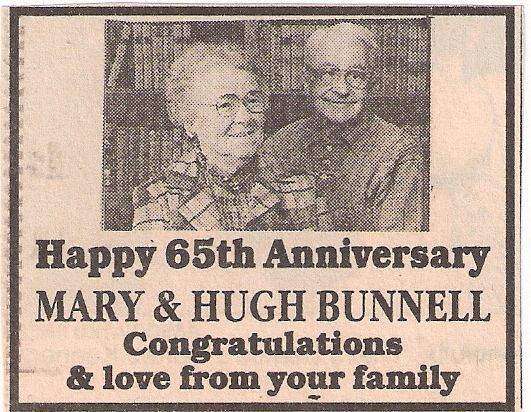 Happy 65th Anniversary
MARY & HUGH BUNNELL
Congratulations
& love from your family